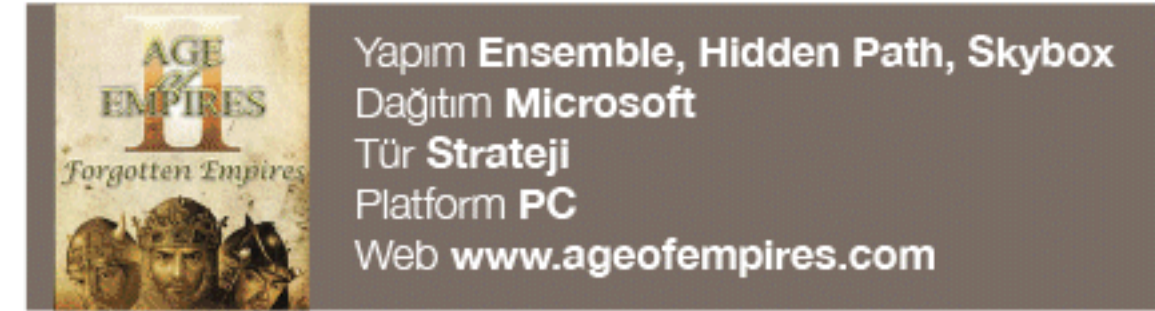 AGE
of
EMPIRES
II
Forgotten Empires
Yapım Ensemble, Hidden Path, Skybox
Dağıtım Microsoft
Tür Strateji
Platform PC
Web www.ageofempires.com